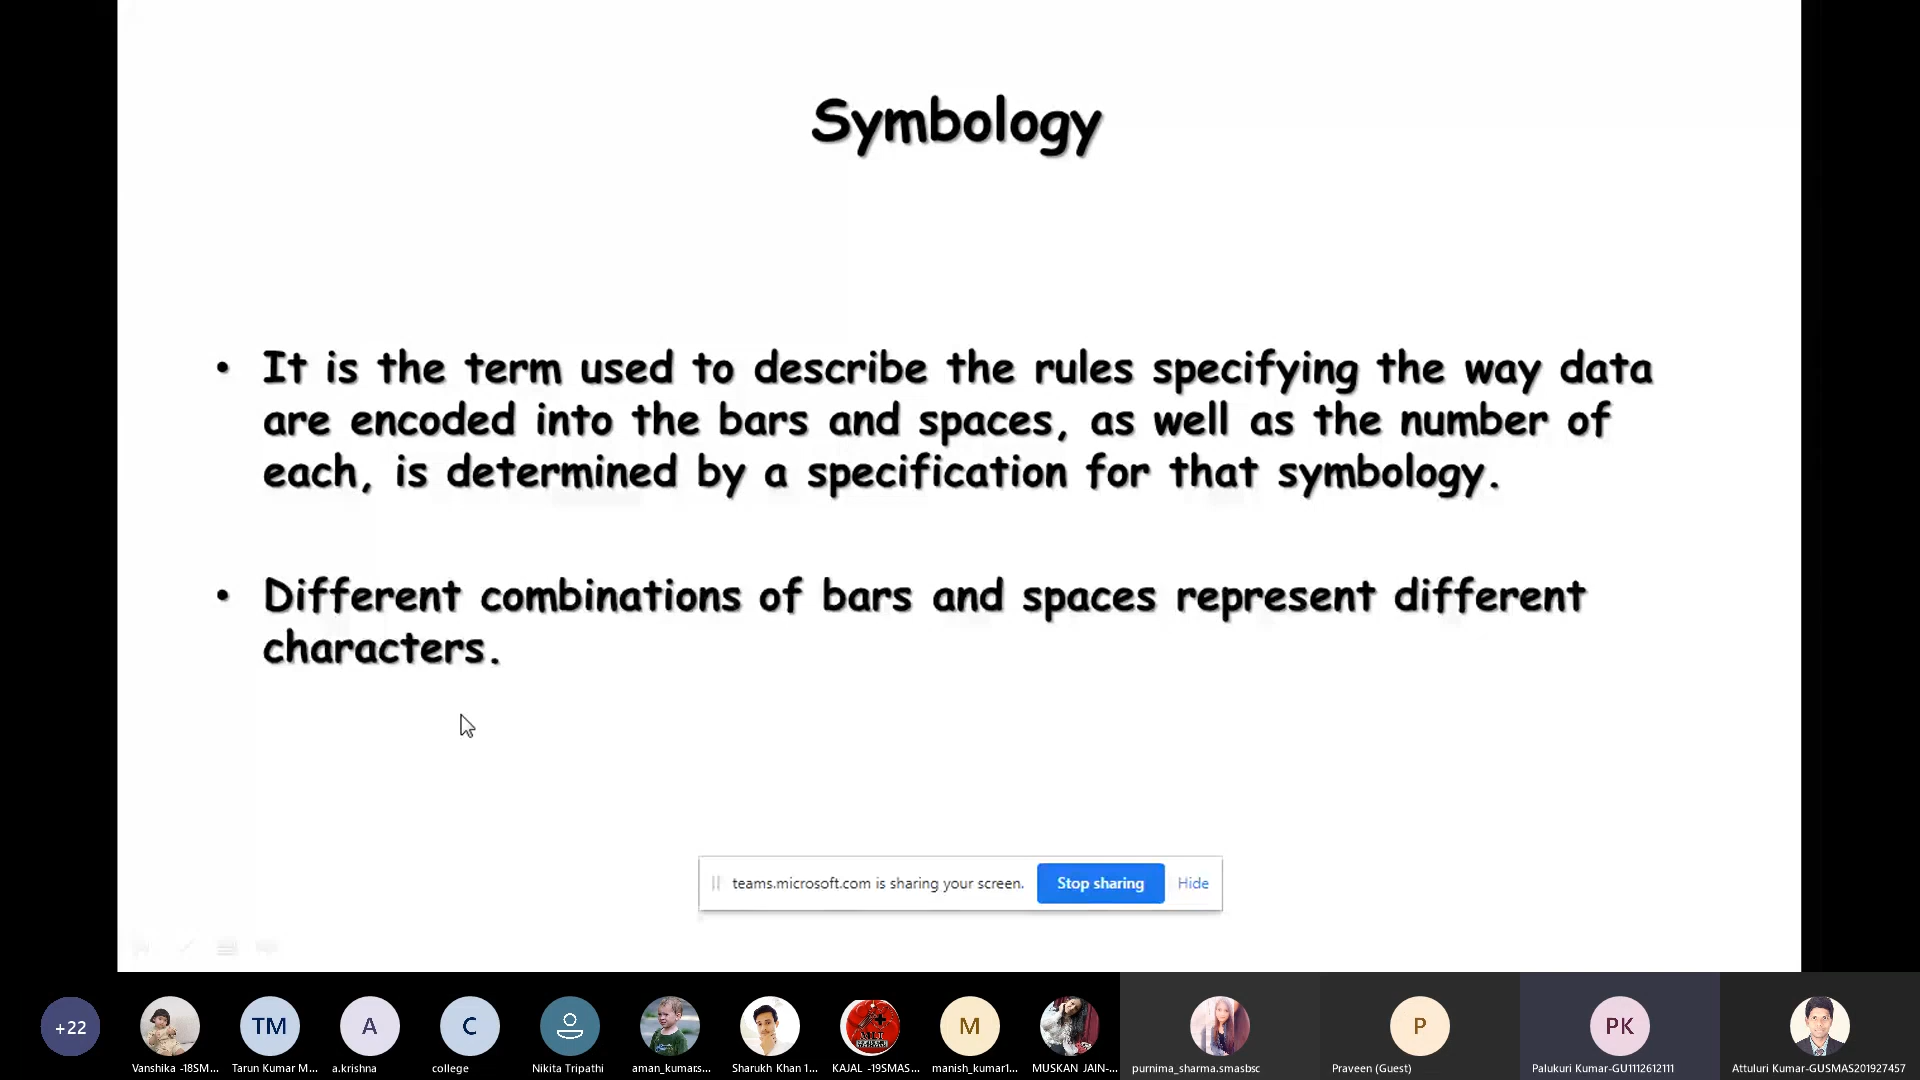 Symbology
• It is the term used to describe the rules specifying the way data
are encoded into the bars and spaces, as well as the number of
each, is determined by a specification for that symbology.
• Different combinations of bars and spaces represent different
characters.
teams.microsoft.com is sharing your screen. Stop sharing Hide
+22 TM A C M P PK
Vanshika -18SM... Tarun Kumar M... a.krishna college Nikita Tripathi aman_kumar.s... Sharukh Khan 1... KAJAL -19SMAS... manish_kumar1... MUSKAN JAIN-... purnima_sharma.smasbsc Praveen (Guest) Palukuri Kumar-GU1112612111 Attuluri Kumar-GUSMAS201927457